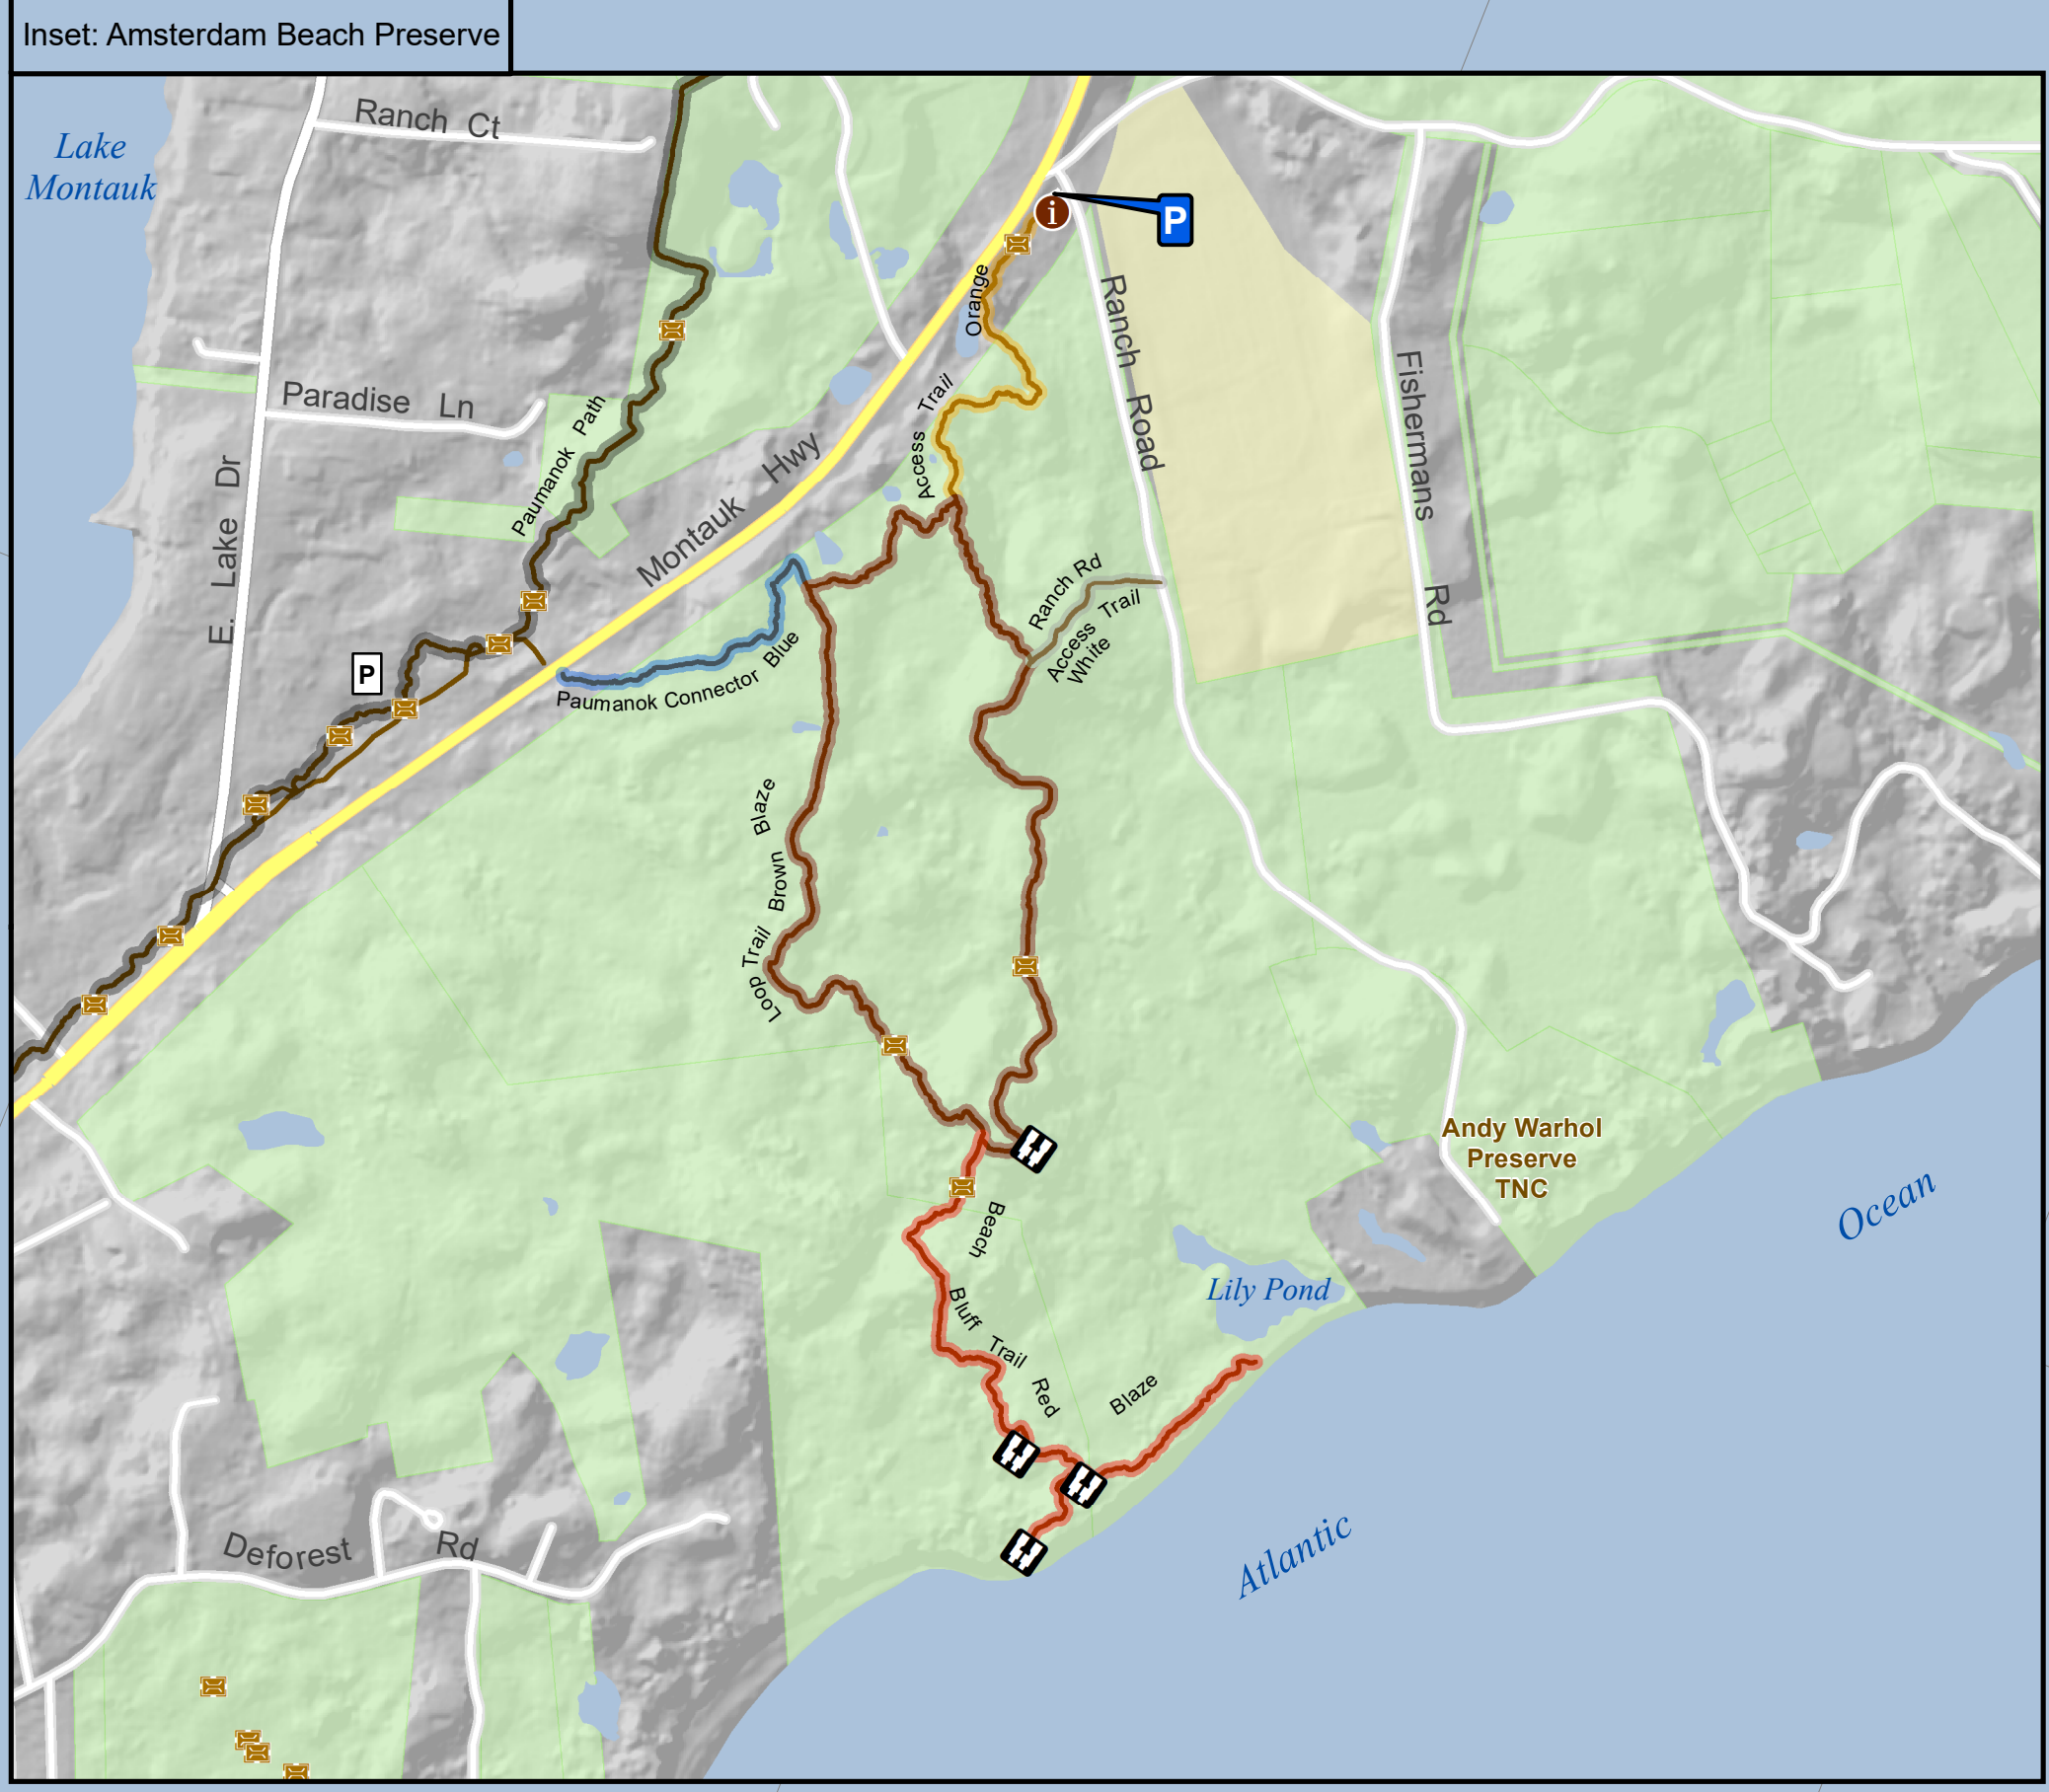 Inset: Amsterdam Beach Preserve
Ranch Ct
Lake
Montauk
P
i
Orange
Access Trail
Ranch Road
Fishermans Rd
Paradise Ln
Paumanok Path
E. Lake Dr
Montauk Hwy
P
Ranch Rd
Access Trail
White
Paumanok Connector Blue
Loop Trail Brown Blaze
Andy Warhol
Preserve
TNC
Beach Bluff Trail Red Blaze
Lily Pond
Atlantic Ocean
Deforest Rd